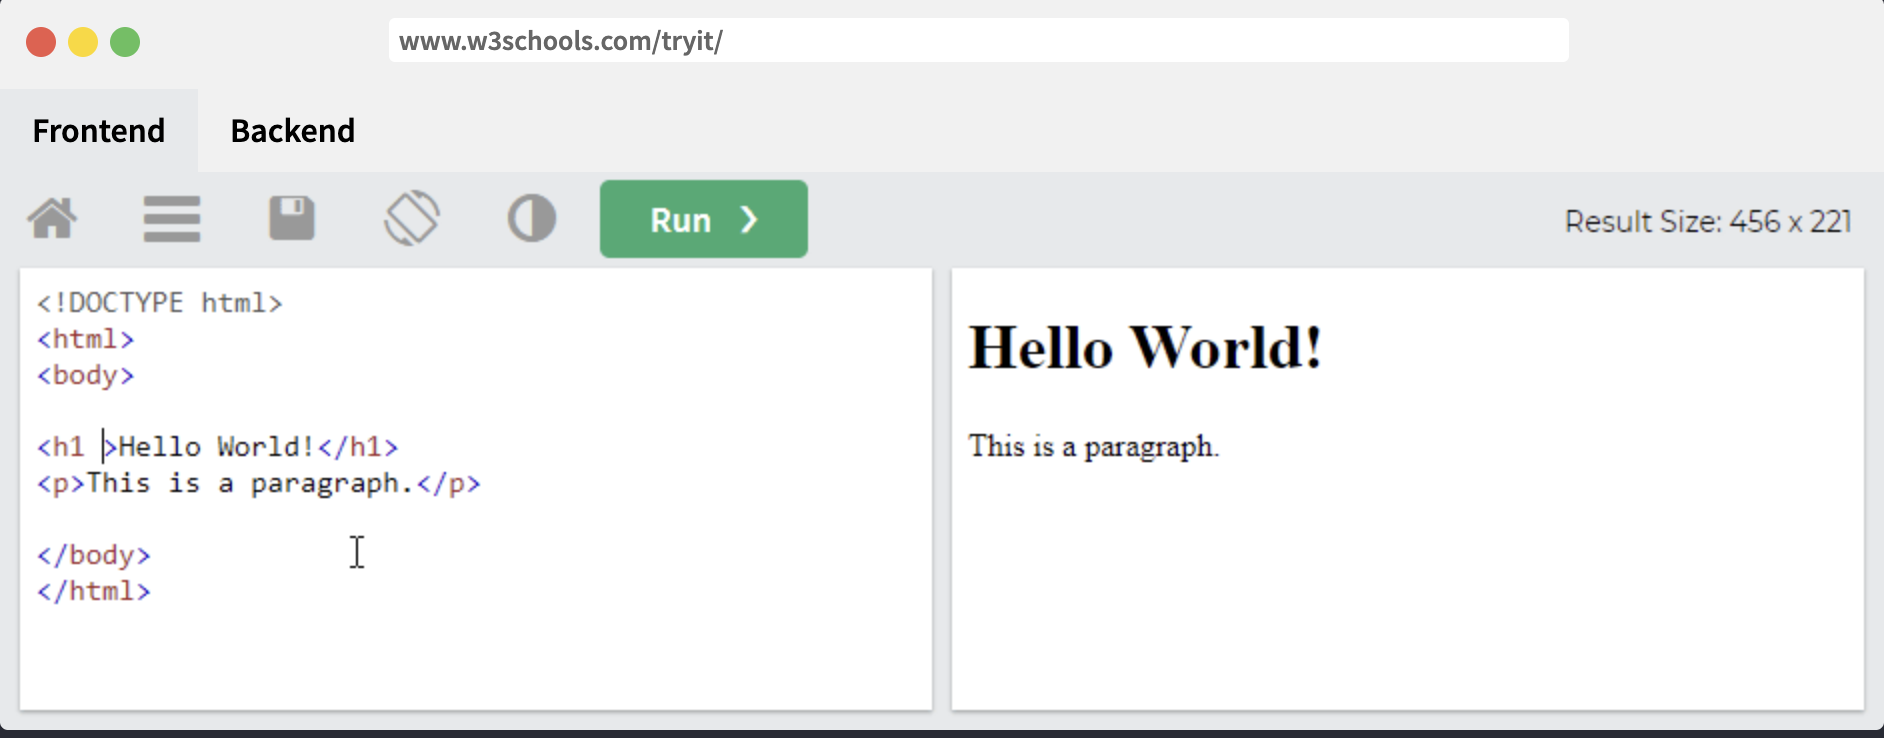 www.w3schools.com/tryit/
Frontend Backend
Run ❯ Result Size: 456 x 221
<!DOCTYPE html>
<html>
<body>
<h1 >Hello World!</h1>
<p>This is a paragraph.</p>
</body>
</html>
Hello World!
This is a paragraph.